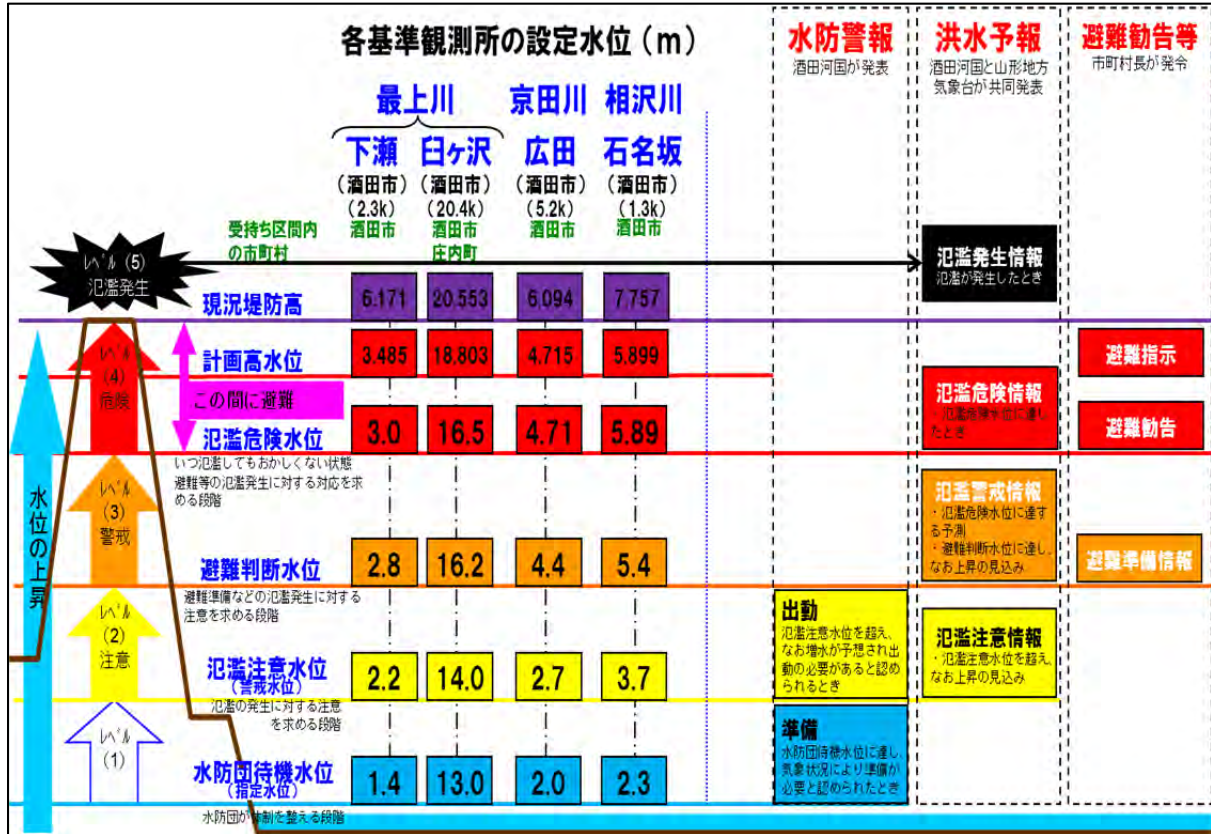 各基準観測所の設定水位（m）
水防警報
酒田河国が発表
洪水予報
酒田河国と山形地方
気象台が共同発表
避難勧告等
市町村長が発令
最上川
京田川
相沢川
下瀬
臼ヶ沢
広田
石名坂
（酒田市）
（酒田市）
（酒田市）
（酒田市）
（2.3k）
（20.4k）
（5.2k）
（1.3k）
受持ち区間内
の市町村
酒田市
酒田市
庄内町
酒田市
酒田市
ﾚﾍﾞﾙ（5）
氾濫発生
氾濫発生情報
氾濫が発生したとき
現況堤防高
6.171
20.553
6.094
7.757
ﾚﾍﾞﾙ
(4)
危険
計画高水位
3.485
18.803
4.715
5.899
避難指示
この間に避難
氾濫危険情報
・氾濫危険水位に達し
たとき
氾濫危険水位
3.0
16.5
4.71
5.89
避難勧告
いつ氾濫してもおかしくない状態
避難等の氾濫発生に対する対応を求
める段階
水位の上昇
ﾚﾍﾞﾙ
(3)
警戒
氾濫警戒情報
・氾濫危険水位に達す
る予測
・避難判断水位に達し、
なお上昇の見込み
避難判断水位
2.8
16.2
4.4
5.4
避難準備情報
避難準備などの氾濫発生に対する
注意を求める段階
ﾚﾍﾞﾙ
(2)
注意
出動
氾濫注意水位を超え、
なお増水が予想され出
動の必要があると認め
られるとき
氾濫注意情報
・氾濫注意水位を超え、
なお上昇の見込み
氾濫注意水位
（警戒水位）
2.2
14.0
2.7
3.7
氾濫の発生に対する注意
を求める段階
ﾚﾍﾞﾙ
(1)
準備
水防団待機水位に達し、
気象状況により準備が
必要と認められたとき
水防団待機水位
（指定水位）
1.4
13.0
2.0
2.3
水防団が体制を整える段階